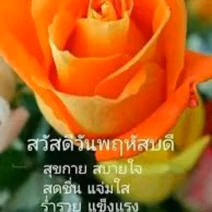 สวัสดีวันพฤหัสบดี
สุขกาย สบายใจ
สดชื่น แจ่มใส
ร่ำรวย แข็งแรง